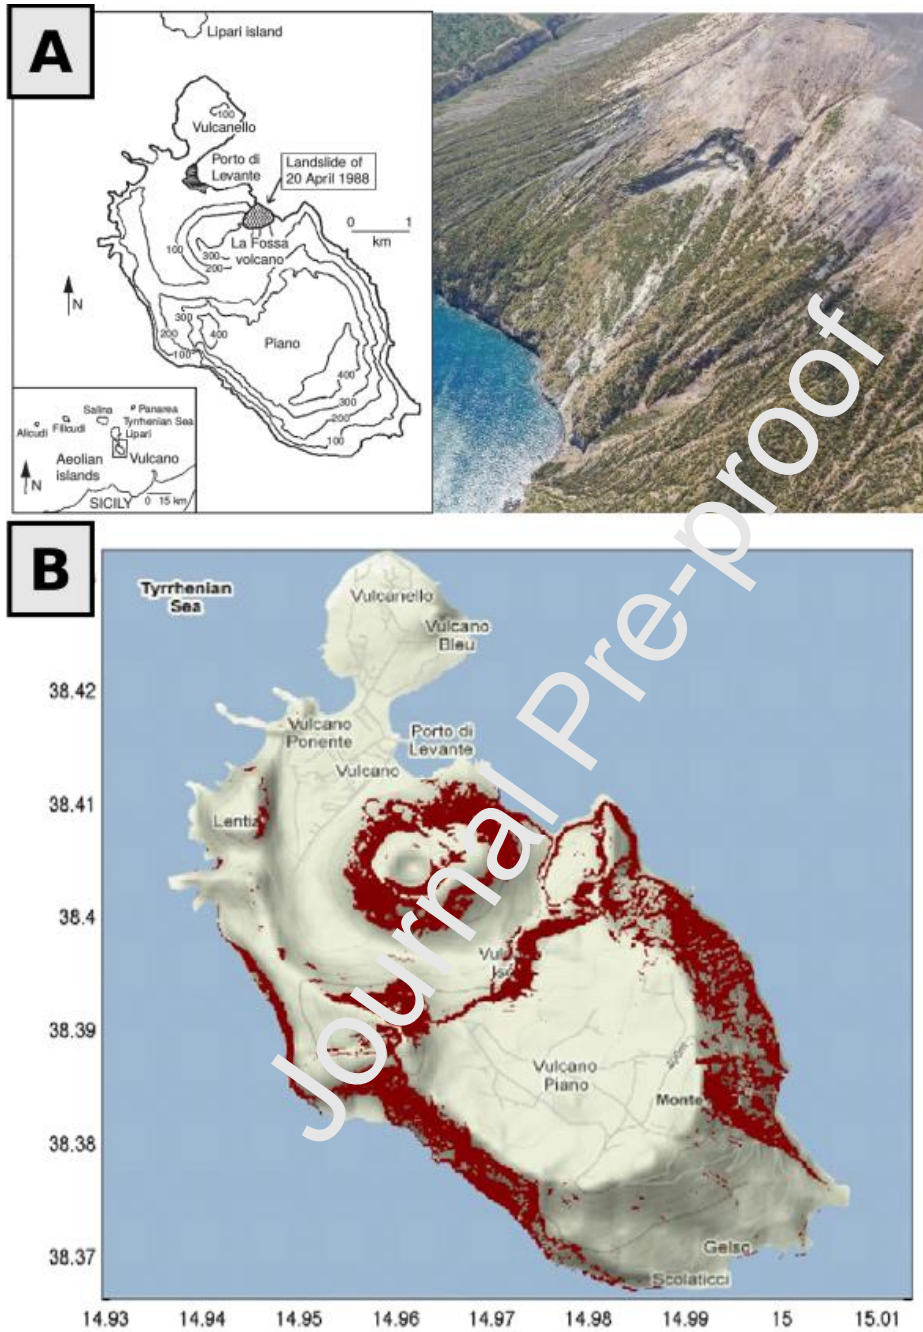 A
Lipari island
100
Vulcanello
Porto di
Levante
Landslide of
20 April 1988
0 1
km
100
La Fossa
volcano
300
200
N
300
200
400
100
Piano
400
300
200
100
Salina
Panarea
Alicudi
Filicudi
Tyrrhenian Sea
Lipari
Aeolian
islands
Vulcano
N
SICILY
0 15 km
B
Tyrrhenian
Sea
Vulcanello
Vulcano
Bleu
38.42
Vulcano
Ponente
Porto di
Levante
Vulcano
38.41
Lentia
38.4
38.39
Vulcano
Piano
400m
Monte
38.38
Gelso
38.37
Scolaticci
14.93 14.94 14.95 14.96 14.97 14.98 14.99 15 15.01
Journal Pre-proof